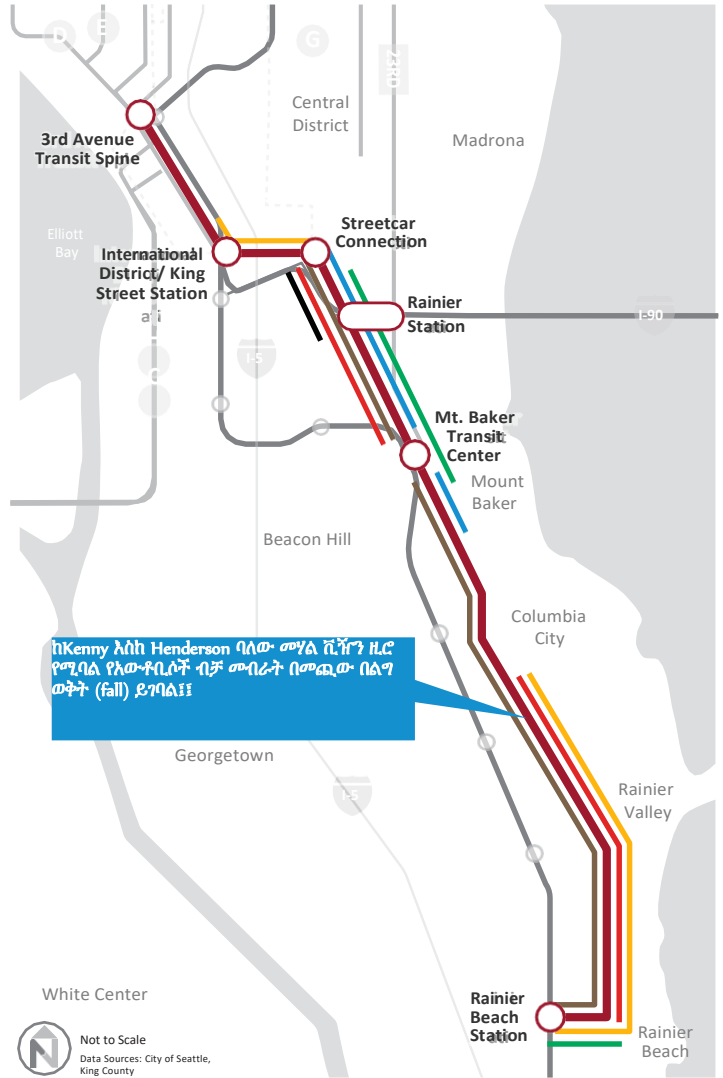 D
E
G
23RD
Central
District
Madrona
3rd Avenue
Transit Spine
Elliott
Bay
Streetcar
Connection
International
District/ King
Street Station
Rainier
Station
I-90
I-5
C
Mt. Baker
Transit
Center
Mount
Baker
Beacon Hill
Columbia
City
ከKenny እስከ Henderson ባለው መሃል ቪዥን ዚሮ
የሚባል የአውቶቢሶች ብቻ መብራት በመጪው በልግ
ወቅት (fall) ይገባል፤፤
Georgetown
I-5
Rainier
Valley
White Center
Rainier
Beach
Station
Rainier
Beach
N
Not to Scale
Data Sources: City of Seattle,
King County